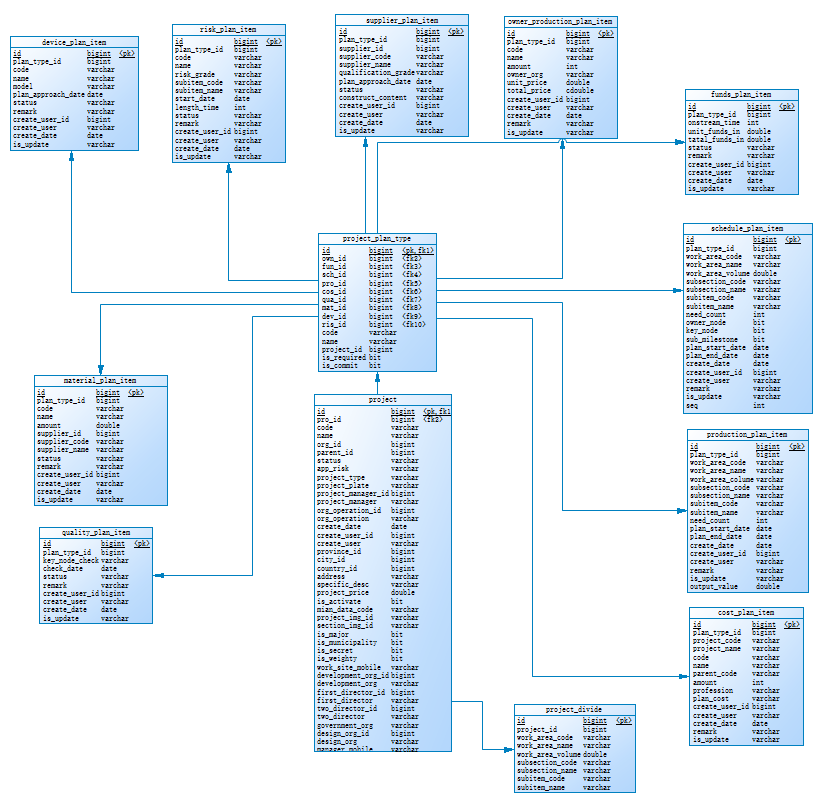 device_plan_item
id bigint <pk>
plan_type_id bigint
code varchar
name varchar
model varchar
plan_approach_date date
status varchar
remark varchar
create_user_id bigint
create_user varchar
create_date date
is_update varchar
risk_plan_item
id bigint <pk>
plan_type_id bigint
code varchar
name varchar
risk_grade varchar
subitem_code varchar
subitem_name varchar
start_date date
length_time int
status varchar
remark varchar
create_user_id bigint
create_user varchar
create_date date
is_update varchar
supplier_plan_item
id bigint <pk>
plan_type_id bigint
supplier_id bigint
supplier_code varchar
supplier_name varchar
qualification_grade varchar
plan_approach_date date
status varchar
construct_content varchar
create_user_id bigint
create_user varchar
create_date date
is_update varchar
owner_production_plan_item
id bigint <pk>
plan_type_id bigint
code varchar
name varchar
amount int
owner_org varchar
unit_price double
total_price cdouble
create_user_id bigint
create_user varchar
create_date date
remark varchar
is_update varchar
funds_plan_item
id bigint <pk>
plan_type_id bigint
onstream_time int
unit_funds_in double
tatal_funds_in double
status varchar
remark varchar
create_user_id bigint
create_user varchar
create_date date
is_update varchar
project_plan_type
id bigint <pk,fk1>
own_id bigint <fk2>
fun_id bigint <fk3>
sch_id bigint <fk4>
pro_id bigint <fk5>
cos_id bigint <fk6>
qua_id bigint <fk7>
mat_id bigint <fk8>
dev_id bigint <fk9>
ris_id bigint <fk10>
code varchar
name varchar
project_id bigint
is_required bit
is_commit bit
schedule_plan_item
id bigint <pk>
plan_type_id bigint
work_area_code varchar
work_area_name varchar
work_area_volume double
subsection_code varchar
subsection_name varchar
subitem_code varchar
subitem_name varchar
need_count int
owner_node bit
key_node bit
sub_milestone bit
plan_start_date date
plan_end_date date
create_date date
create_user_id bigint
create_user varchar
remark varchar
is_update varchar
seq int
material_plan_item
id bigint <pk>
plan_type_id bigint
code varchar
name varchar
amount double
supplier_id bigint
supplier_code varchar
supplier_name varchar
status varchar
remark varchar
create_user_id bigint
create_user varchar
create_date date
is_update varchar
project
id bigint <pk,fk1
pro_id bigint <fk2>
code varchar
name varchar
org_id bigint
parent_id bigint
status varchar
app_risk varchar
project_type varchar
project_plate varchar
project_manager_id bigint
project_manager varchar
org_operation_id bigint
org_operation varchar
create_date date
create_user_id bigint
create_user varchar
province_id bigint
city_id bigint
country_id bigint
address varchar
specific_desc varchar
project_price double
is_activate bit
mian_data_code varchar
project_img_id varchar
section_img_id varchar
is_major bit
is_municipality bit
is_secret bit
is_weighty bit
work_site_mobile varchar
development_org_id bigint
development_org varchar
first_director_id bigint
first_director varchar
two_director_id bigint
two_director varchar
government_org varchar
design_org_id bigint
design_org varchar
manager_mobile varchar
production_plan_item
id bigint <pk>
plan_type_id bigint
work_area_code varchar
work_area_name varchar
work_area_colume varchar
subsection_code varchar
subsection_name varchar
subitem_code varchar
subitem_name varchar
need_count int
plan_start_date date
plan_end_date date
create_date date
create_user_id bigint
create_user varchar
remark varchar
is_update varchar
output_value double
quality_plan_item
id bigint <pk>
plan_type_id bigint
key_node_check varchar
check_date date
status varchar
remark varchar
create_user_id bigint
create_user varchar
create_date date
is_update varchar
cost_plan_item
id bigint <pk>
plan_type_id bigint
project_code varchar
project_name varchar
code varchar
name varchar
parent_code varchar
amount int
profession varchar
plan_cost varchar
create_user_id bigint
create_user varchar
create_date date
remark varchar
is_update varchar
project_divide
id bigint <pk>
project_id bigint
work_area_code varchar
work_area_name varchar
work_area_volume double
subsection_code varchar
subsection_name varchar
subitem_code varchar
subitem_name varchar